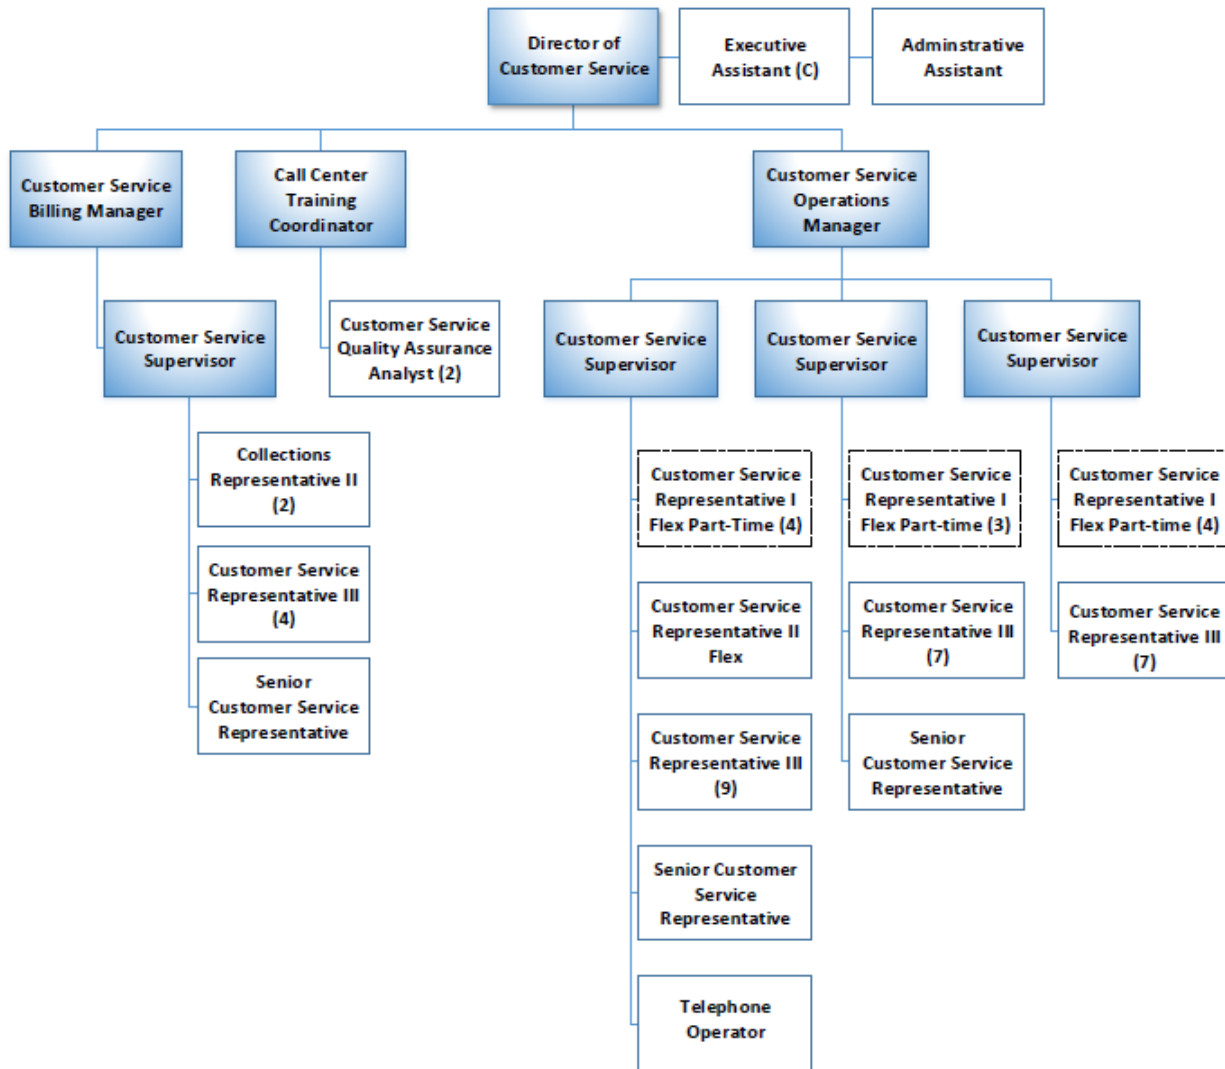 Director of
Customer Service
Executive
Assistant (C)
Adminstrative
Assistant
Customer Service
Billing Manager
Call Center
Training
Coordinator
Customer Service
Operations
Manager
Customer Service
Supervisor
Customer Service
Quality Assurance
Analyst (2)
Customer Service
Supervisor
Customer Service
Supervisor
Customer Service
Supervisor
Collections
Representative II
(2)
Customer Service
Representative III
(4)
Senior
Customer Service
Representative
Customer Service
Representative I
Flex Part-Time (4)
Customer Service
Representative II
Flex
Customer Service
Representative III
(9)
Senior Customer
Service
Representative
Telephone
Operator
Customer Service
Representative I
Flex Part-time (3)
Customer Service
Representative III
(7)
Senior
Customer Service
Representative
Customer Service
Representative I
Flex Part-time (4)
Customer Service
Representative III
(7)